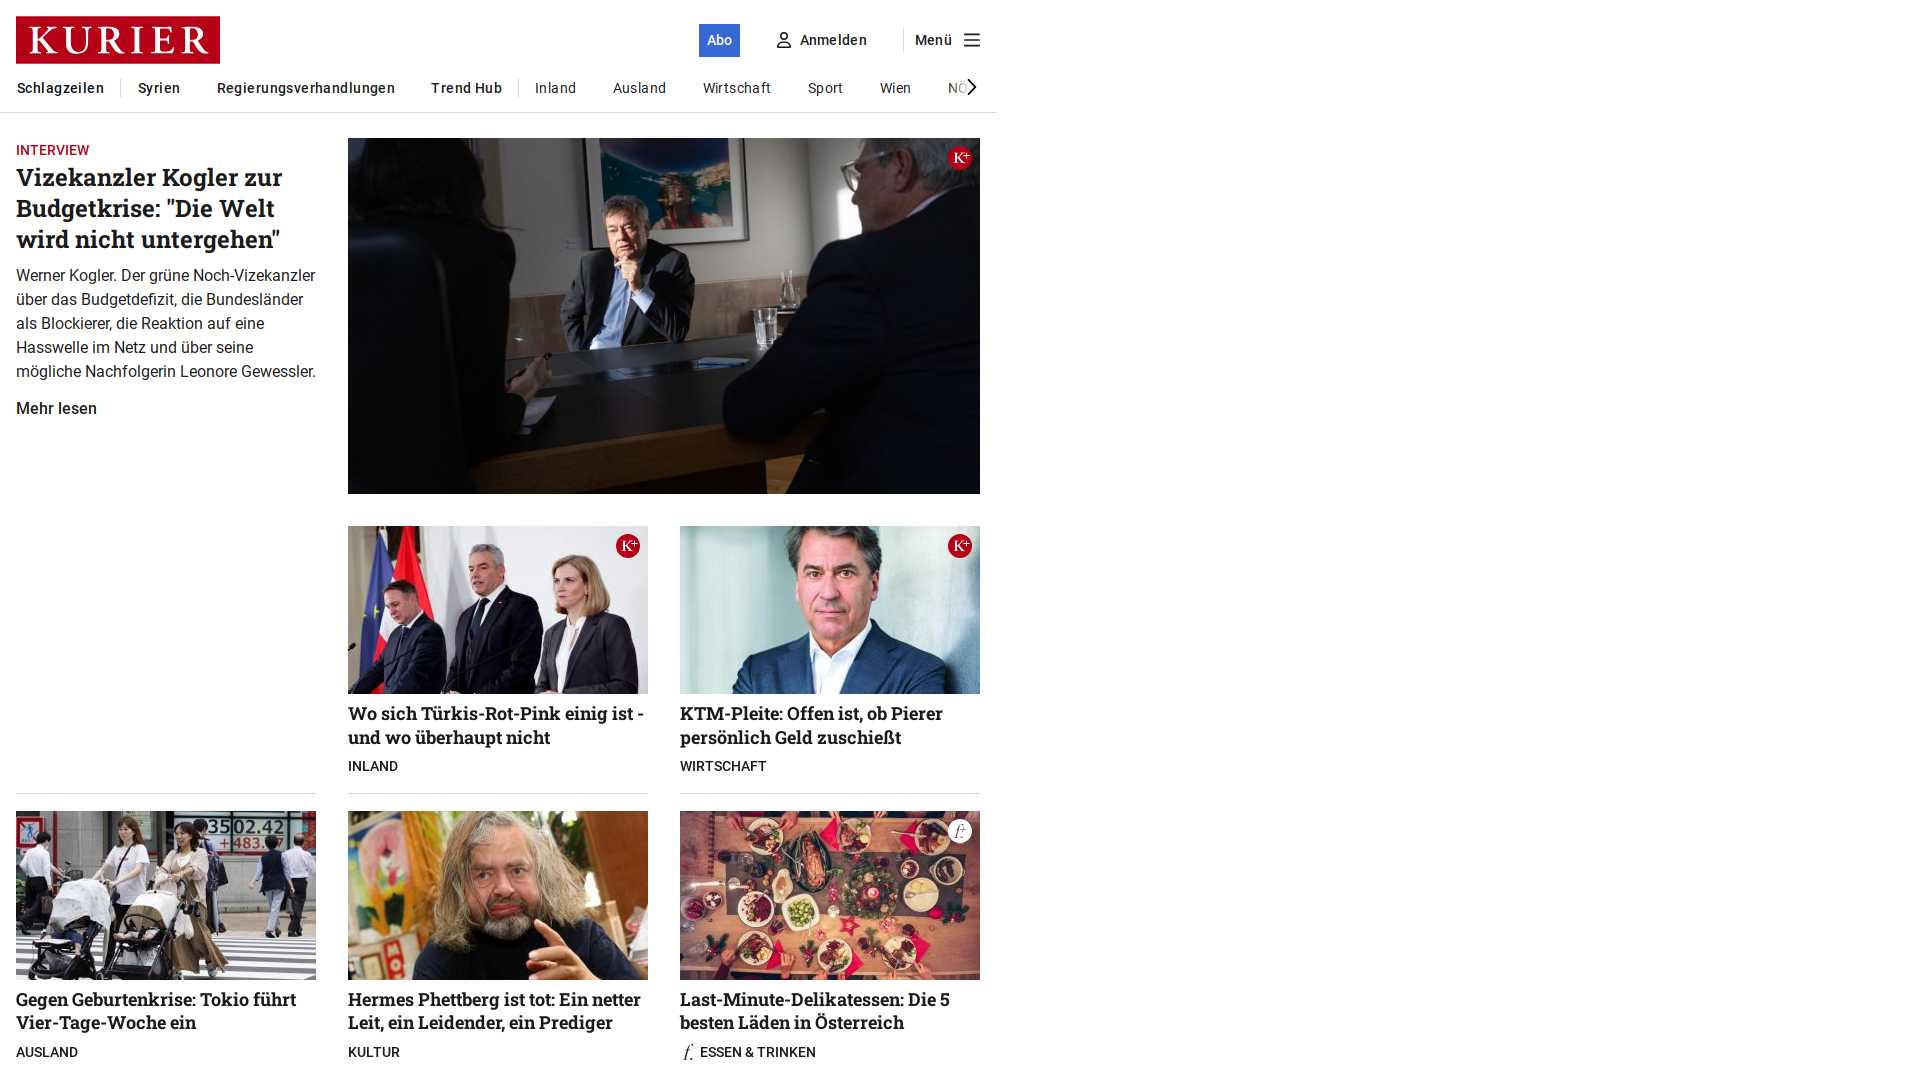 KURIER
Abo
Anmelden
Menü
Schlagzeilen
Syrien
Regierungsverhandlungen
Trend Hub
Inland
Ausland
Wirtschaft
Sport
Wien
NÖ
INTERVIEW
Vizekanzler Kogler zur
Budgetkrise: "Die Welt
wird nicht untergehen"
Werner Kogler. Der grüne Noch-Vizekanzler
über das Budgetdefizit, die Bundesländer
als Blockierer, die Reaktion auf eine
Hasswelle im Netz und über seine
mögliche Nachfolgerin Leonore Gewessler.
Mehr lesen
K+
K+
Wo sich Türkis-Rot-Pink einig ist -
und wo überhaupt nicht
INLAND
K+
KTM-Pleite: Offen ist, ob Pierer
persönlich Geld zuschießt
WIRTSCHAFT
3502.42
+483.
Gegen Geburtenkrise: Tokio führt
Vier-Tage-Woche ein
AUSLAND
Hermes Phettberg ist tot: Ein netter
Leit, ein Leidender, ein Prediger
KULTUR
f+
Last-Minute-Delikatessen: Die 5
besten Läden in Österreich
f. ESSEN & TRINKEN